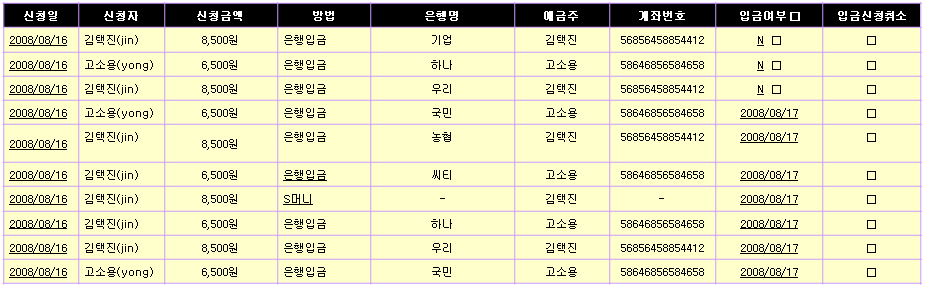 신청일 신청자 신청금액 방법 은행명 예금주 계좌번호 입금여부 입금신청취소
2008/08/16 김택진(jin) 8,500원 은행입금 기업 김택진 56856458854412 N
2008/08/16 고소용(yong) 6,500원 은행입금 하나 고소용 58646856584658 N
2008/08/16 김택진(jin) 8,500원 은행입금 우리 김택진 56856458854412 N
2008/08/16 고소용(yong) 6,500원 은행입금 국민 고소용 58646856584658 2008/08/17
2008/08/16 김택진(jin) 8,500원 은행입금 농협 김택진 56856458854412 2008/08/17
2008/08/16 김택진(jin) 6,500원 은행입금 씨티 고소용 58646856584658 2008/08/17
2008/08/16 김택진(jin) 8,500원 S머니 - 김택진 - 2008/08/17
2008/08/16 김택진(jin) 6,500원 은행입금 하나 고소용 58646856584658 2008/08/17
2008/08/16 김택진(jin) 8,500원 은행입금 우리 김택진 56856458854412 2008/08/17
2008/08/16 고소용(yong) 6,500원 은행입금 국민 고소용 58646856584658 2008/08/17